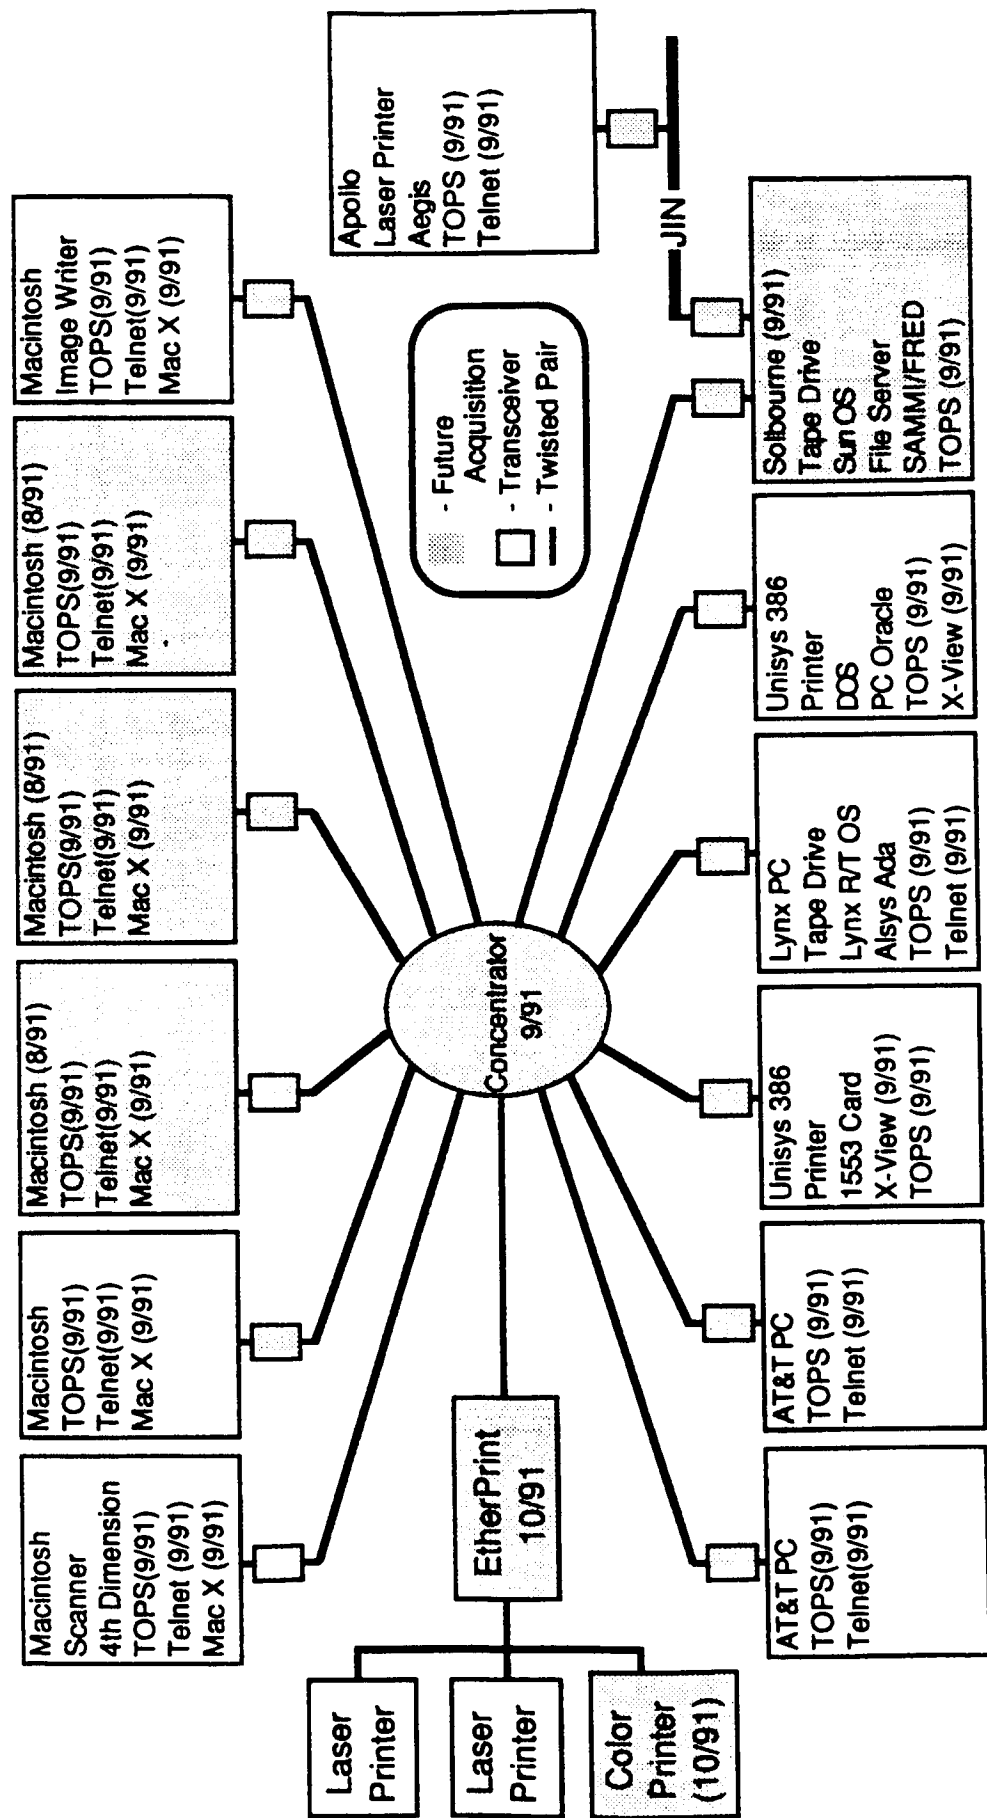 Macintosh
Scanner
4th Dimension
TOPS(9/91)
Telnet (9/91)
Mac X (9/91)
Macintosh
TOPS(9/91)
Telnet(9/91)
Mac X (9/91)
Macintosh (8/91)
TOPS(9/91)
Telnet(9/91)
Mac X (9/91)
Macintosh (8/91)
TOPS(9/91)
Telnet(9/91)
Mac X (9/91)
Macintosh (8/91)
TOPS(9/91)
Telnet(9/91)
Mac X (9/91)
Macintosh
Image Writer
TOPS(9/91)
Telnet(9/91)
Mac X (9/91)
Laser
Printer
Laser
Printer
Color
Printer
(10/91)
EtherPrint
10/91
Concentrator
9/91
- Future
Acquisition
- Transceiver
- Twisted Pair
Apollo
Laser Printer
Aegis
TOPS (9/91)
Telnet (9/91)
JIN
AT&T PC
TOPS(9/91)
Telnet(9/91)
AT&T PC
TOPS (9/91)
Telnet (9/91)
Unisys 386
Printer
1553 Card
X-View (9/91)
TOPS (9/91)
Lynx PC
Tape Drive
Lynx R/T OS
Alsys Ada
TOPS (9/91)
Telnet (9/91)
Unisys 386
Printer
DOS
PC Oracle
TOPS (9/91)
X-View (9/91)
Solbourne (9/91)
Tape Drive
Sun OS
File Server
SAMMI/FRED
TOPS (9/91)